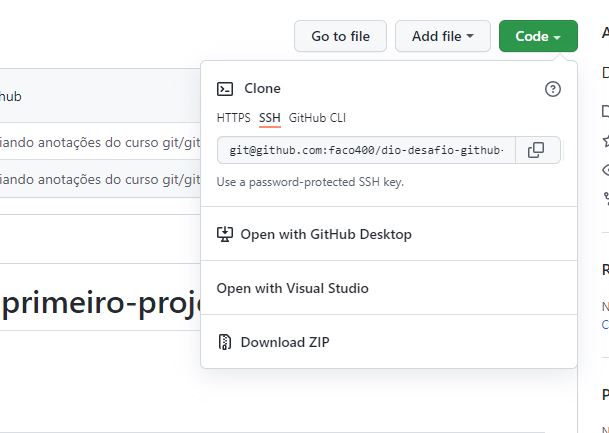 Go to file
Add file
Code
hub
Clone
HTTPS SSH GitHub CLI
iando anotações do curso git/git
git@github.com:faco400/dio-desafio-github-
iando anotações do curso git/git
Use a password-protected SSH key.
Open with GitHub Desktop
Open with Visual Studio
primeiro-proj
Download ZIP